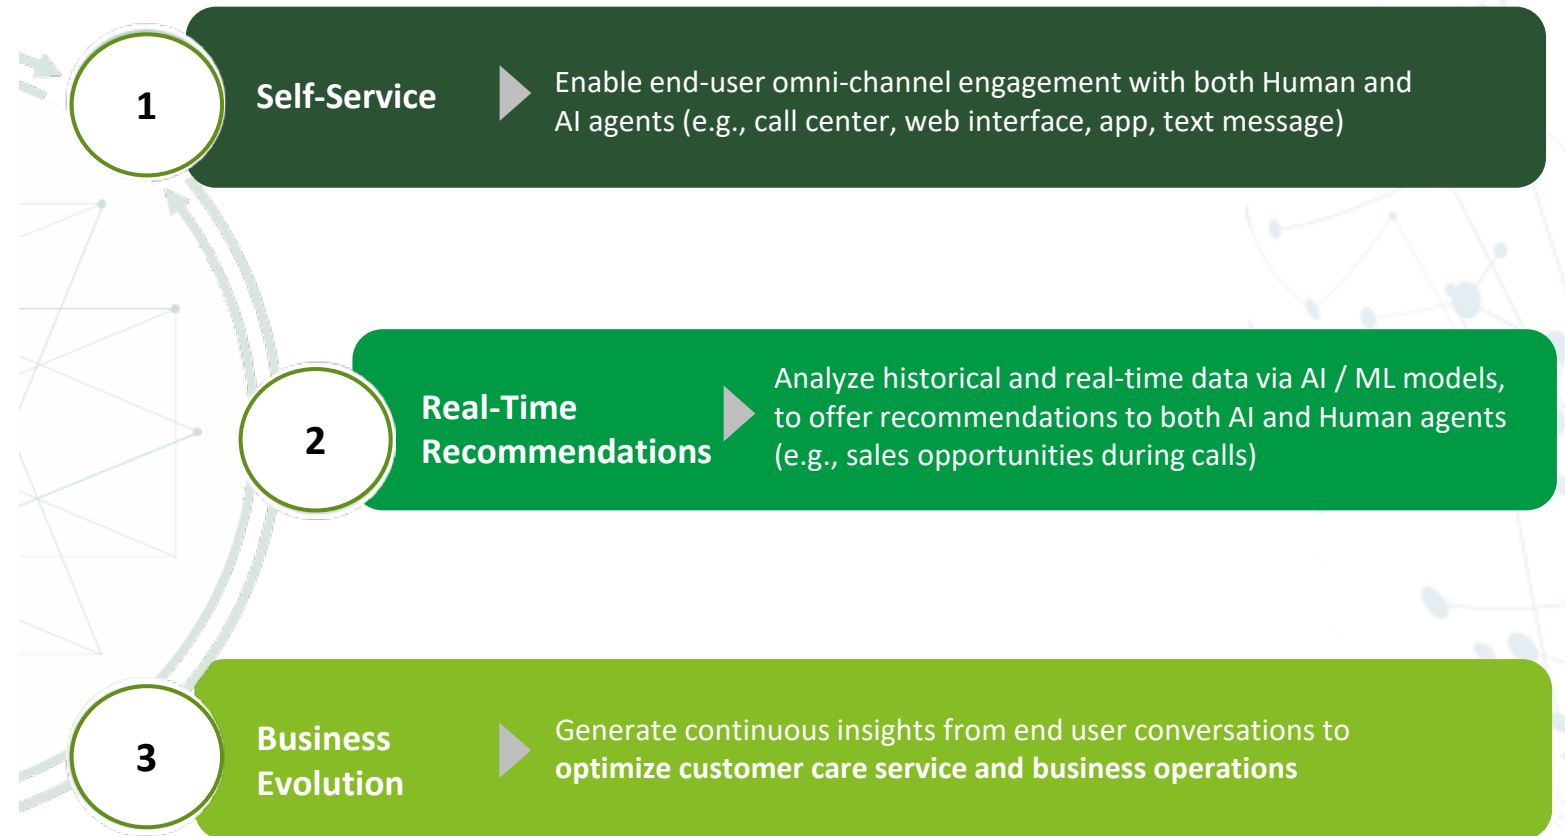 1
Self-Service
Enable end-user omni-channel engagement with both Human and
AI agents (e.g., call center, web interface, app, text message)
2
Real-Time
Recommendations
Analyze historical and real-time data via AI / ML models,
to offer recommendations to both AI and Human agents
(e.g., sales opportunities during calls)
3
Business
Evolution
Generate continuous insights from end user conversations to
optimize customer care service and business operations